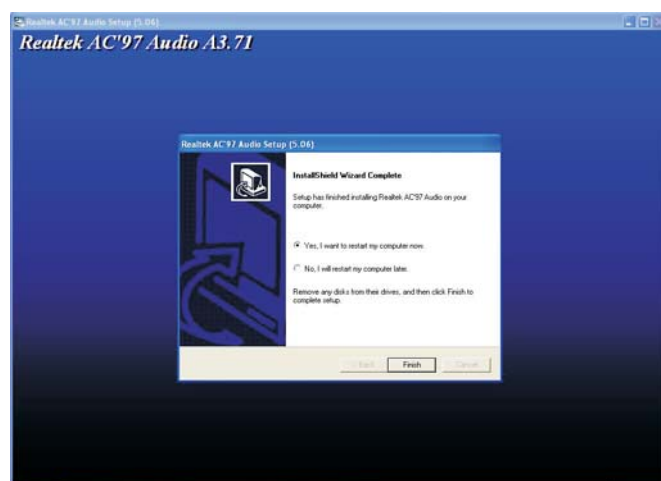 Realtek AC'97 Audio Setup (5.06)
Realtek AC'97 Audio A3.71
Realtek AC'97 Audio Setup (5.06)
InstallShield Wizard Complete
Setup has finished installing Realtek AC'97 Audio on your
computer.
Yes, I want to restart my computer now.
No, I will restart my computer later.
Remove any disks from their drives, and then click Finish to
complete setup.
< Back Finish Cancel